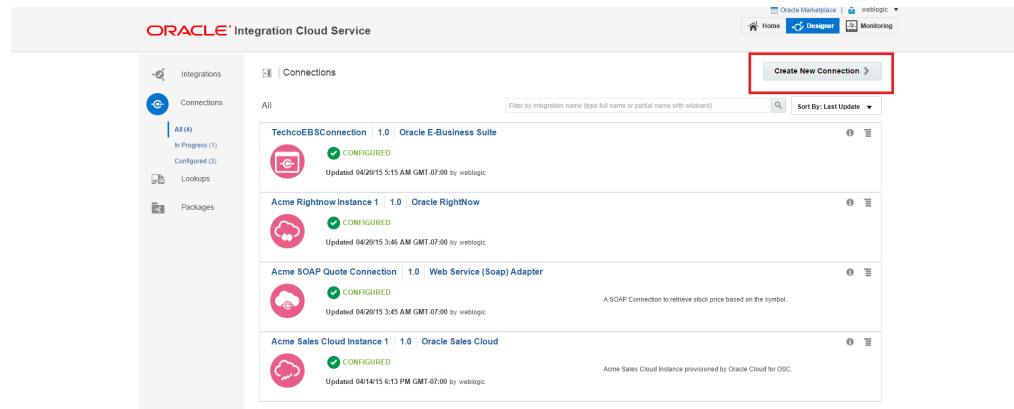 Oracle Marketplace | weblogic
ORACLE Integration Cloud Service
Home Designer Monitoring
Integrations
Connections
All (4)
In Progress (1)
Configured (3)
Lookups
Packages
Connections
Create New Connection
All
Filter by integration name (type full name or partial name with wildcard)
Sort By: Last Update
TechcoEBSConnection | 1.0 | Oracle E-Business Suite
CONFIGURED
Updated 04/20/15 5:15 AM GMT-07:00 by weblogic
Acme Rightnow Instance 1 | 1.0 | Oracle RightNow
CONFIGURED
Updated 04/20/15 3:46 AM GMT-07:00 by weblogic
Acme SOAP Quote Connection | 1.0 | Web Service (Soap) Adapter
CONFIGURED
A SOAP Connection to retrieve stock price based on the symbol.
Updated 04/20/15 3:45 AM GMT-07:00 by weblogic
Acme Sales Cloud Instance 1 | 1.0 | Oracle Sales Cloud
CONFIGURED
Acme Sales Cloud Instance provisioned by Oracle Cloud for OSC.
Updated 04/14/15 6:13 PM GMT-07:00 by weblogic